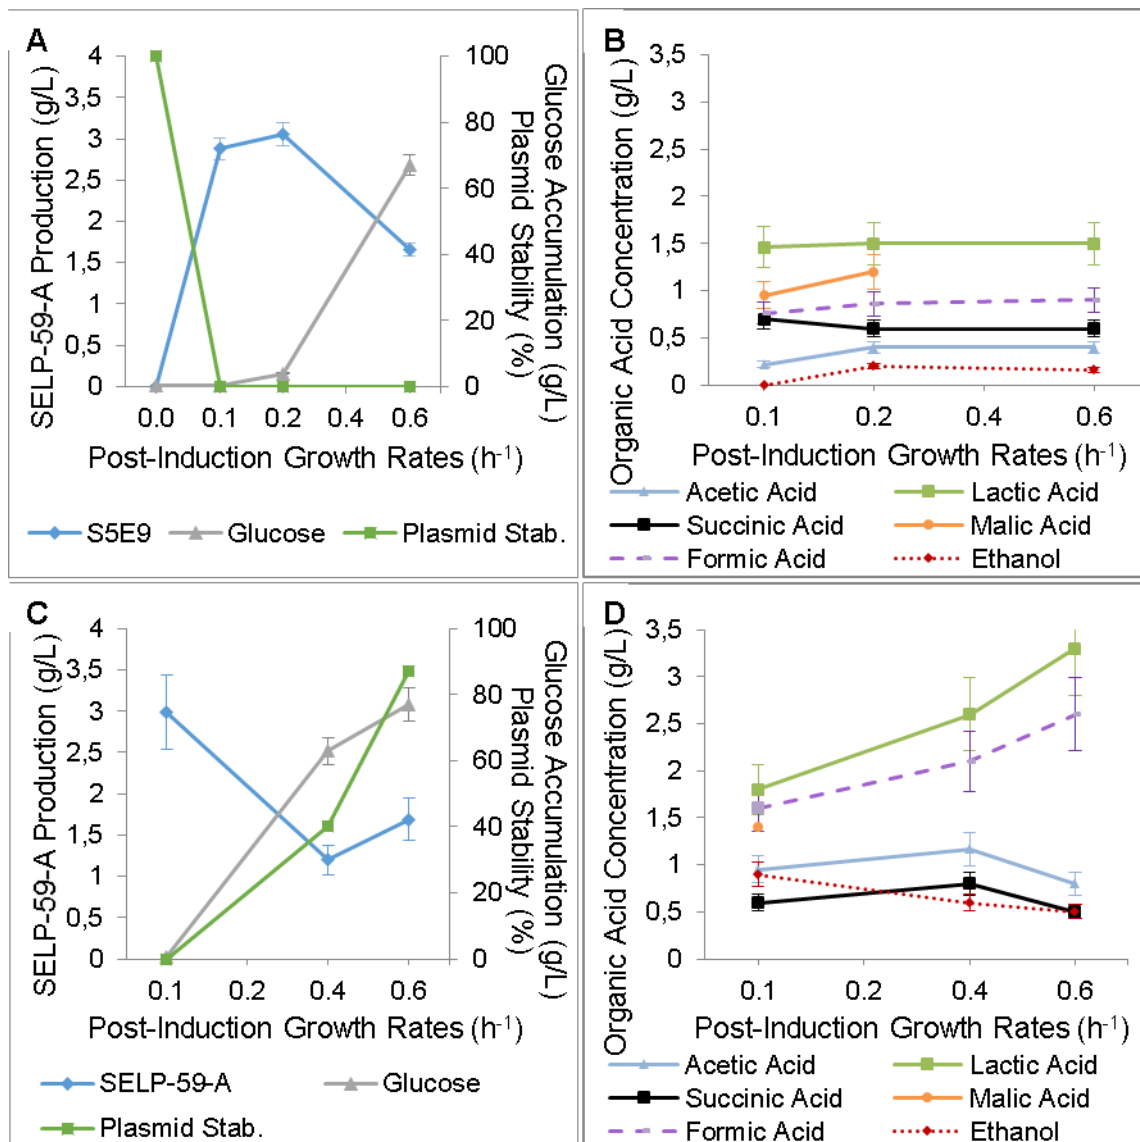 A
SELP-59-A Production (g/L)
4
3,5
3
2,5
2
1,5
1
0,5
0
100
80
60
40
20
0
Glucose Accumulation (g/L)
Plasmid Stability (%)
0.0 0.1 0.2 0.4 0.6
Post-Induction Growth Rates (h-1)
S5E9 Glucose Plasmid Stab.
B
Organic Acid Concentration (g/L)
3,5
3
2,5
2
1,5
1
0,5
0
0.1 0.2 0.4 0.6
Post-Induction Growth Rates (h-1)
Acetic Acid Lactic Acid
Succinic Acid Malic Acid
Formic Acid Ethanol
C
SELP-59-A Production (g/L)
4
3,5
3
2,5
2
1,5
1
0,5
0
100
80
60
40
20
0
Glucose Accumulation (g/L)
Plasmid Stability (%)
0.1 0.2 0.4 0.6
Post-Induction Growth Rates (h-1)
SELP-59-A Glucose
Plasmid Stab.
D
Organic Acid Concentration (g/L)
3,5
3
2,5
2
1,5
1
0,5
0
0.1 0.2 0.4 0.6
Post-Induction Growth Rates (h-1)
Acetic Acid Lactic Acid
Succinic Acid Malic Acid
Formic Acid Ethanol